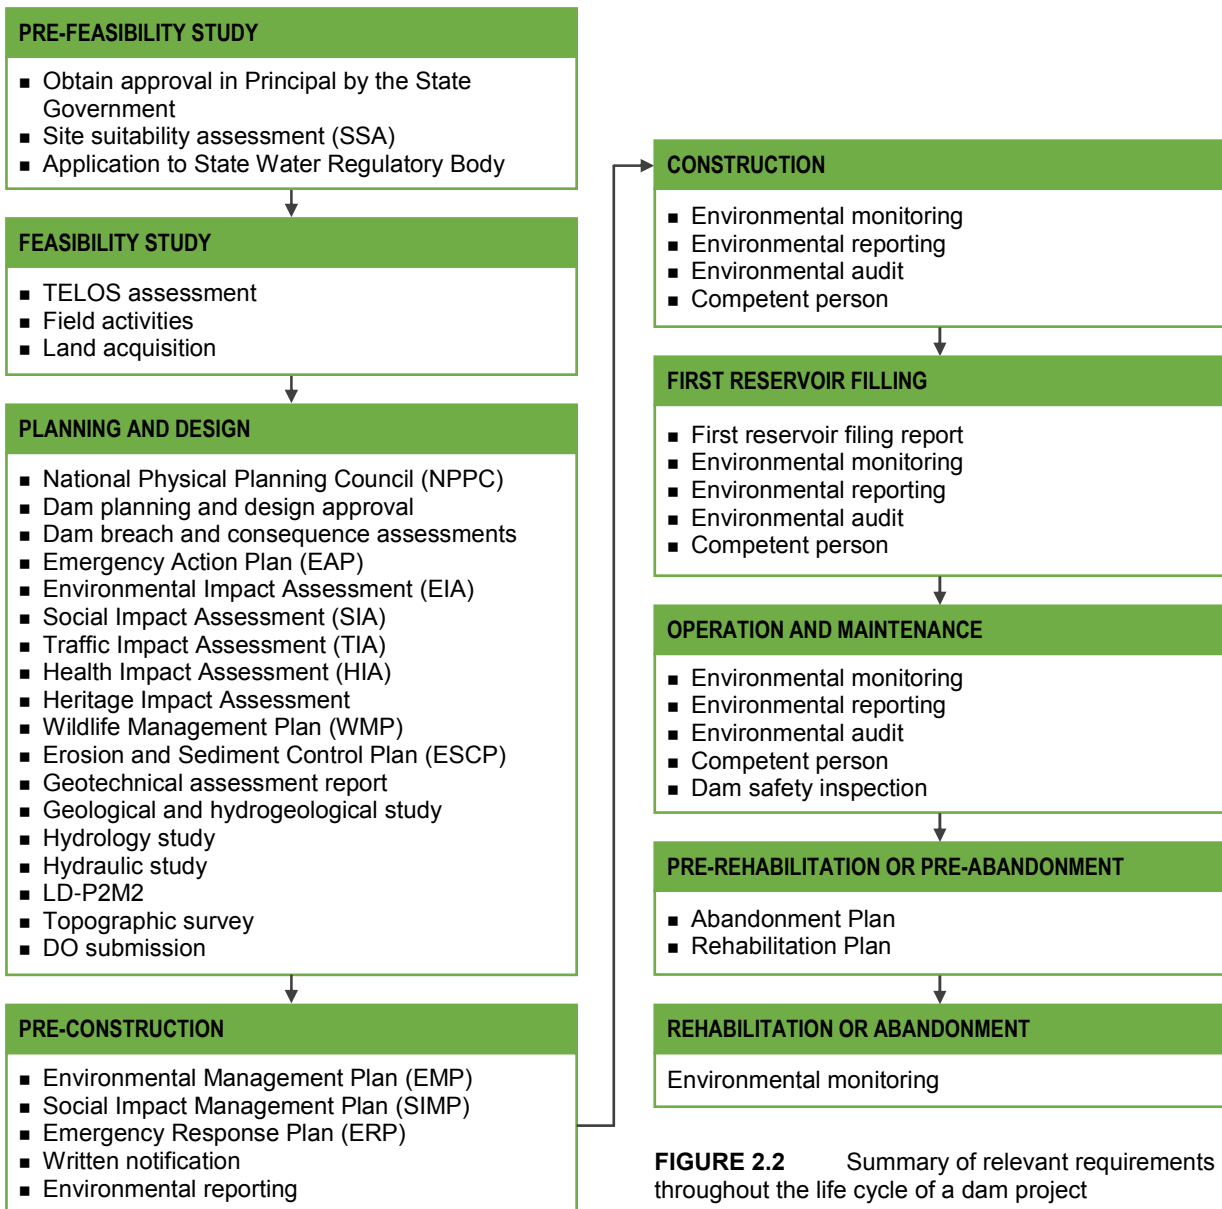 PRE-FEASIBILITY STUDY
■ Obtain approval in Principal by the State
Government
■ Site suitability assessment (SSA)
■ Application to State Water Regulatory Body
FEASIBILITY STUDY
■ TELOS assessment
■ Field activities
■ Land acquisition
PLANNING AND DESIGN
■ National Physical Planning Council (NPPC)
■ Dam planning and design approval
■ Dam breach and consequence assessments
■ Emergency Action Plan (EAP)
■ Environmental Impact Assessment (EIA)
■ Social Impact Assessment (SIA)
■ Traffic Impact Assessment (TIA)
■ Health Impact Assessment (HIA)
■ Heritage Impact Assessment
■ Wildlife Management Plan (WMP)
■ Erosion and Sediment Control Plan (ESCP)
■ Geotechnical assessment report
■ Geological and hydrogeological study
■ Hydrology study
■ Hydraulic study
■ LD-P2M2
■ Topographic survey
■ DO submission
PRE-CONSTRUCTION
■ Environmental Management Plan (EMP)
■ Social Impact Management Plan (SIMP)
■ Emergency Response Plan (ERP)
■ Written notification
■ Environmental reporting
CONSTRUCTION
■ Environmental monitoring
■ Environmental reporting
■ Environmental audit
■ Competent person
FIRST RESERVOIR FILLING
■ First reservoir filing report
■ Environmental monitoring
■ Environmental reporting
■ Environmental audit
■ Competent person
OPERATION AND MAINTENANCE
■ Environmental monitoring
■ Environmental reporting
■ Environmental audit
■ Competent person
■ Dam safety inspection
PRE-REHABILITATION OR PRE-ABANDONMENT
■ Abandonment Plan
■ Rehabilitation Plan
REHABILITATION OR ABANDONMENT
Environmental monitoring
FIGURE 2.2 Summary of relevant requirements
throughout the life cycle of a dam project